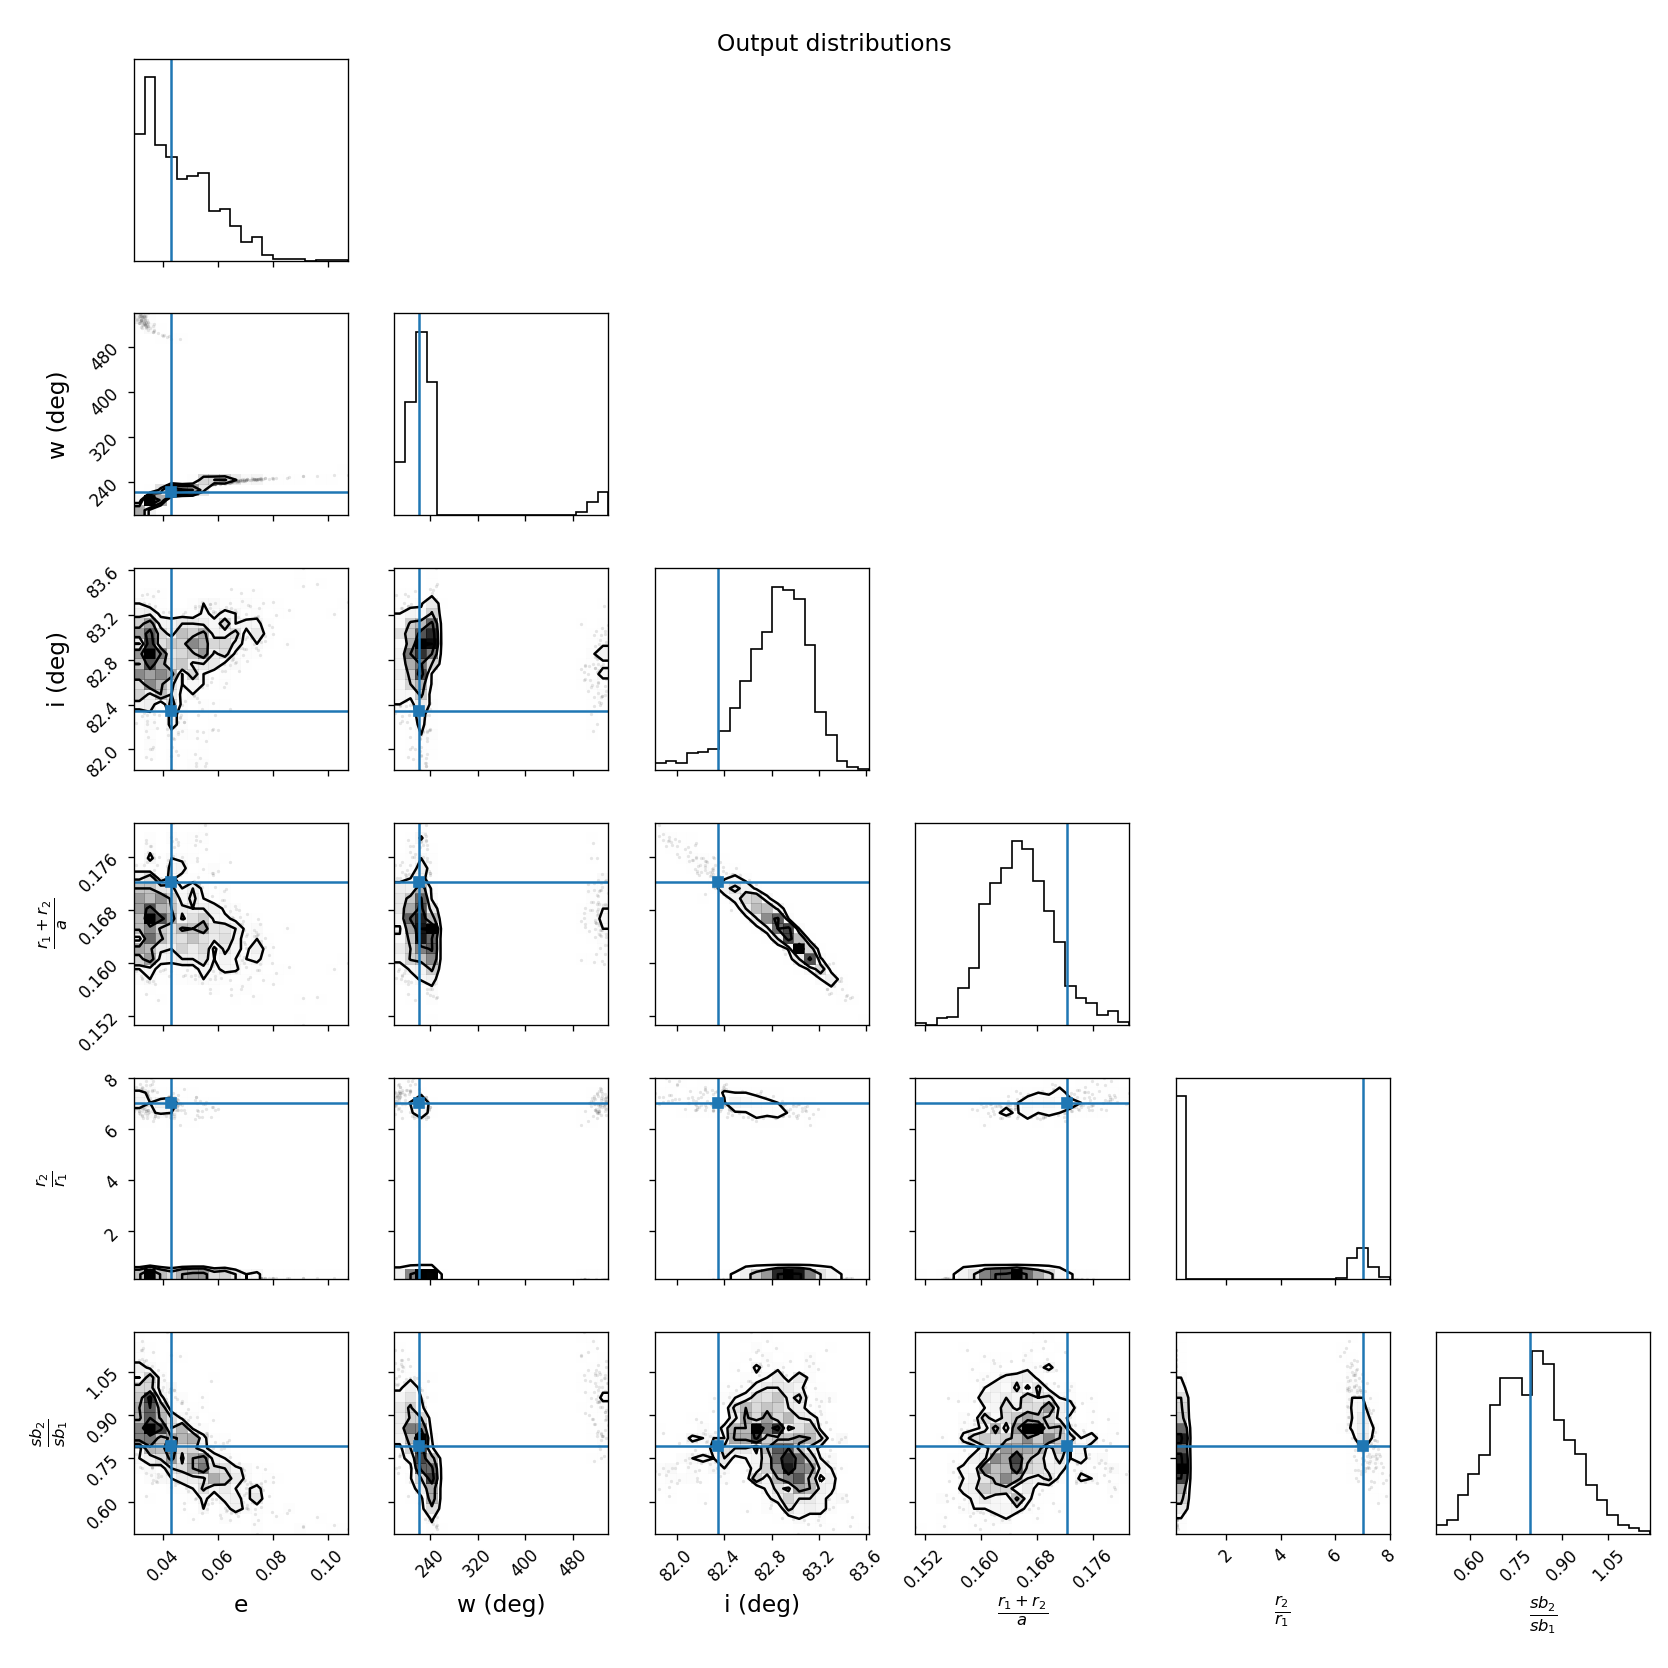 Output distributions
w (deg)
480
400
320
240
i (deg)
83.6
83.2
82.8
82.4
82.0
r₁ + r₂
a
0.176
0.168
0.160
0.152
r₂
r₁
8
6
4
2
sb₂
sb₁
1.05
0.90
0.75
0.60
0.04 0.06 0.08 0.10
240 320 400 480
82.0 82.4 82.8 83.2 83.6
0.152 0.160 0.168 0.176
2 4 6 8
0.60 0.75 0.90 1.05
e
w (deg)
i (deg)
r₁ + r₂
a
r₂
r₁
sb₂
sb₁